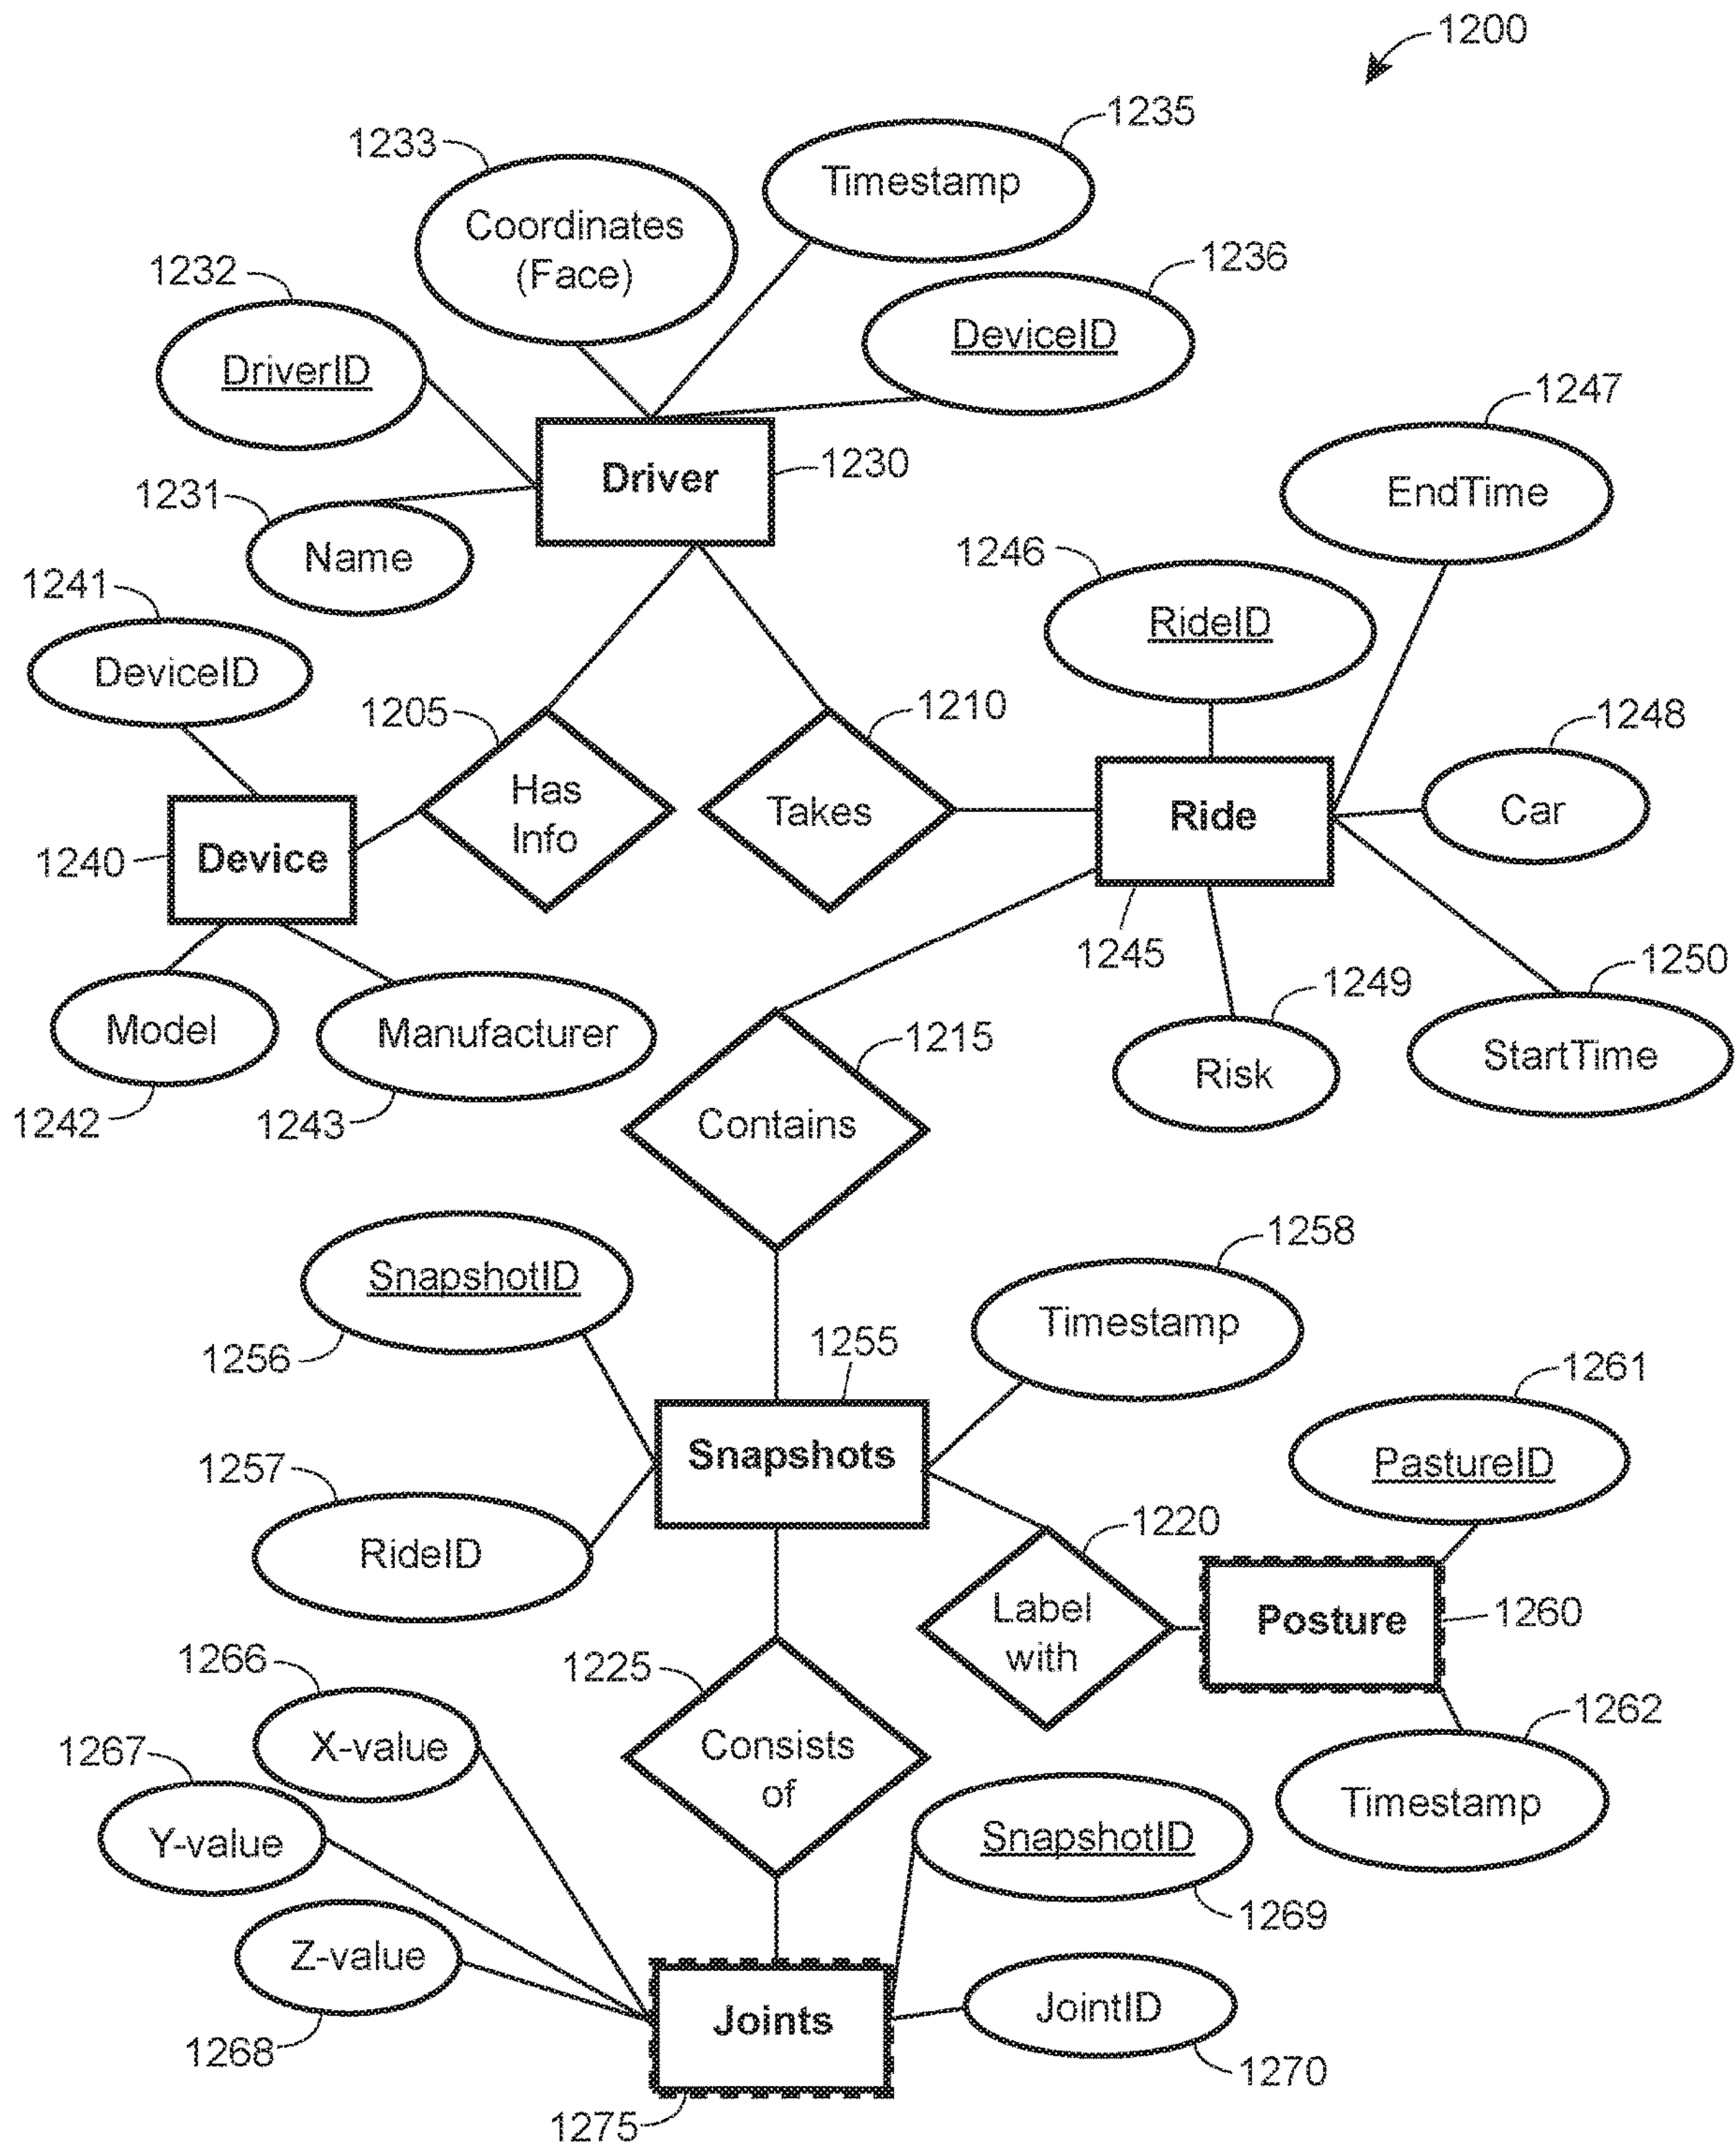 1200
1235
1233
Timestamp
Coordinates
(Face)
1236
1232
DeviceID
DriverID
1247
Driver
1230
EndTime
1231
Name
1246
1241
RideID
DeviceID
1205
1210
1248
Has
Info
Takes
Ride
Car
1240
Device
1245
1250
1249
Model
Manufacturer
1215
StartTime
Risk
1242
1243
Contains
1258
SnapshotID
Timestamp
1256
1255
1261
Snapshots
1257
PastureID
1220
RideID
Label
with
Posture
1260
1266
1225
1262
1267
X-value
Consists
of
Timestamp
Y-value
SnapshotID
1269
Z-value
JointID
Joints
1268
1270
1275